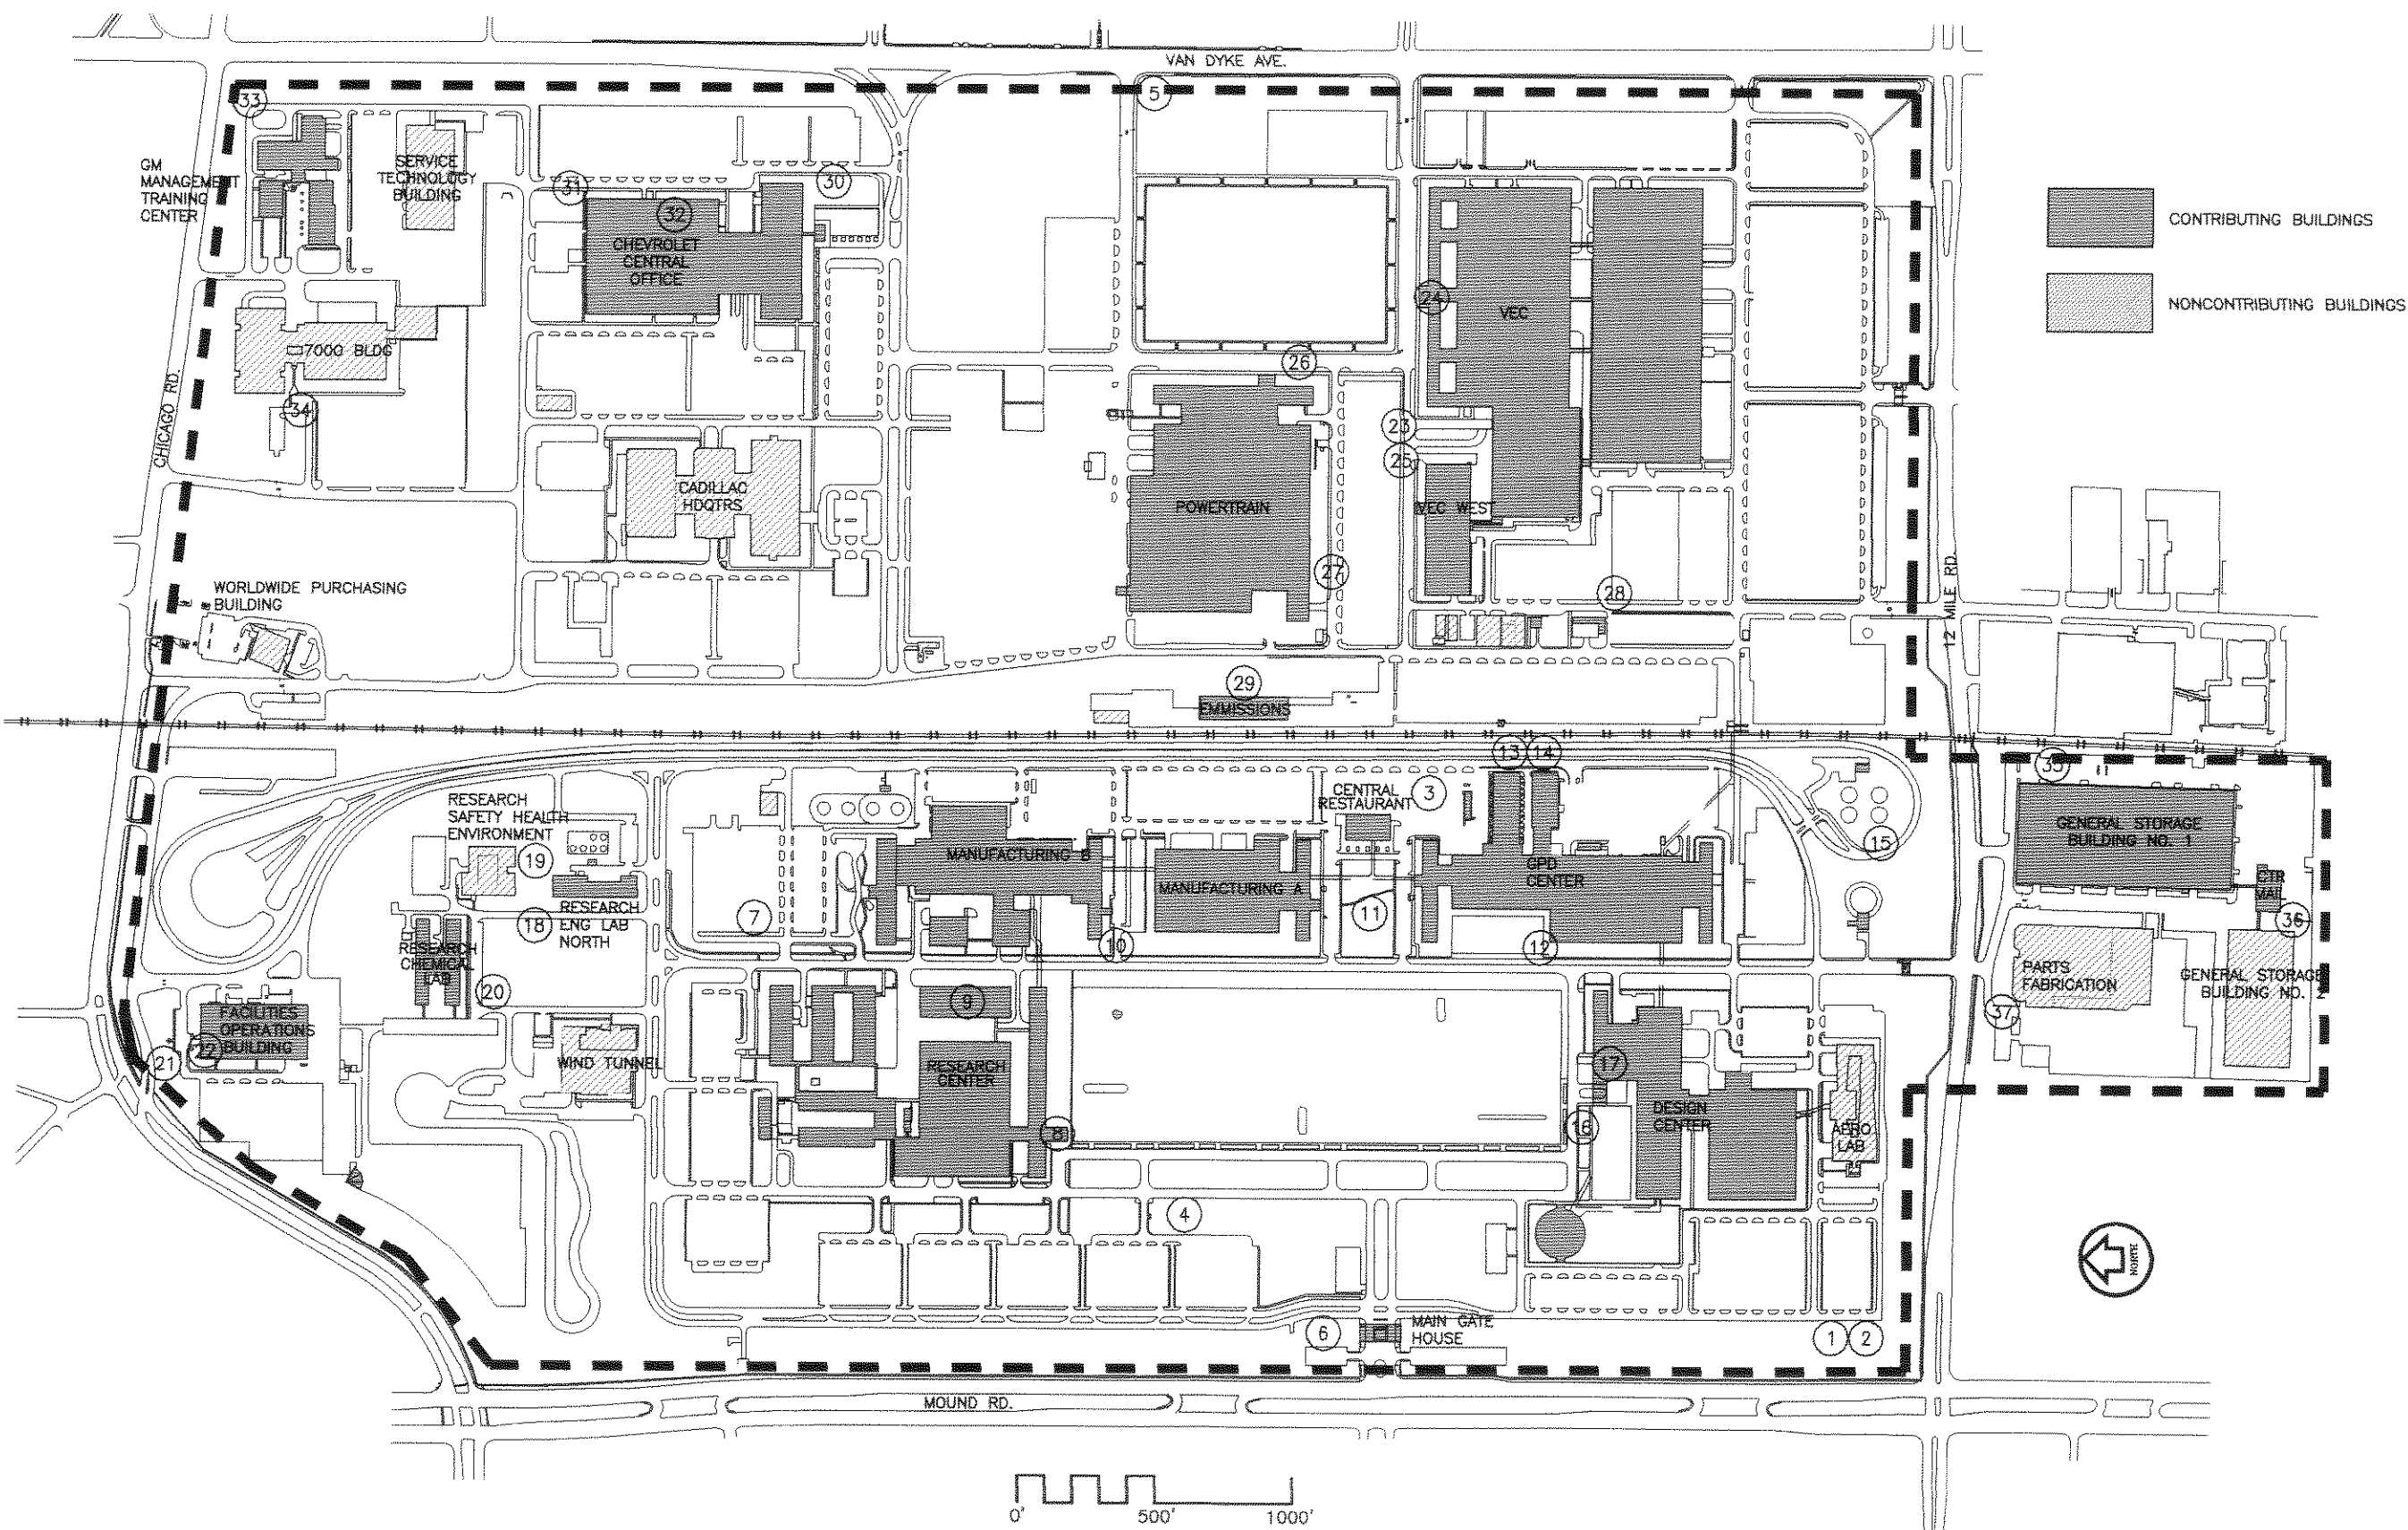 VAN DYKE AVE.
33
5
GM
MANAGEMENT
TRAINING
CENTER
SERVICE
TECHNOLOGY
BUILDING
31
30
32
CHEVROLET
CENTRAL
OFFICE
24
VEC
CONTRIBUTING BUILDINGS
NONCONTRIBUTING BUILDINGS
7000 BLDG
34
CHICAGO RD.
26
23
25
CADILLAC
HDQTRS
POWERTRAIN
VEC WEST
27
28
12 MILE RD.
WORLDWIDE PURCHASING
BUILDING
29
EMMISSIONS
13
14
35
RESEARCH
SAFETY HEALTH
ENVIRONMENT
CENTRAL
RESTAURANT
3
GENERAL STORAGE
BUILDING NO. 1
15
19
MANUFACTURING B
MANUFACTURING A
GPD
CENTER
CTR
MAIL
18
RESEARCH
ENG LAB
NORTH
7
10
11
12
36
RESEARCH
CHEMICAL
LAB
20
PARTS
FABRICATION
GENERAL STORAGE
BUILDING NO. 2
9
37
FACILITIES
OPERATIONS
BUILDING
21
22
WIND TUNNEL
RESEARCH
CENTER
17
8
16
DESIGN
CENTER
AERO
LAB
4
NORTH
6
MAIN GATE
HOUSE
1
2
MOUND RD.
0' 500' 1000'